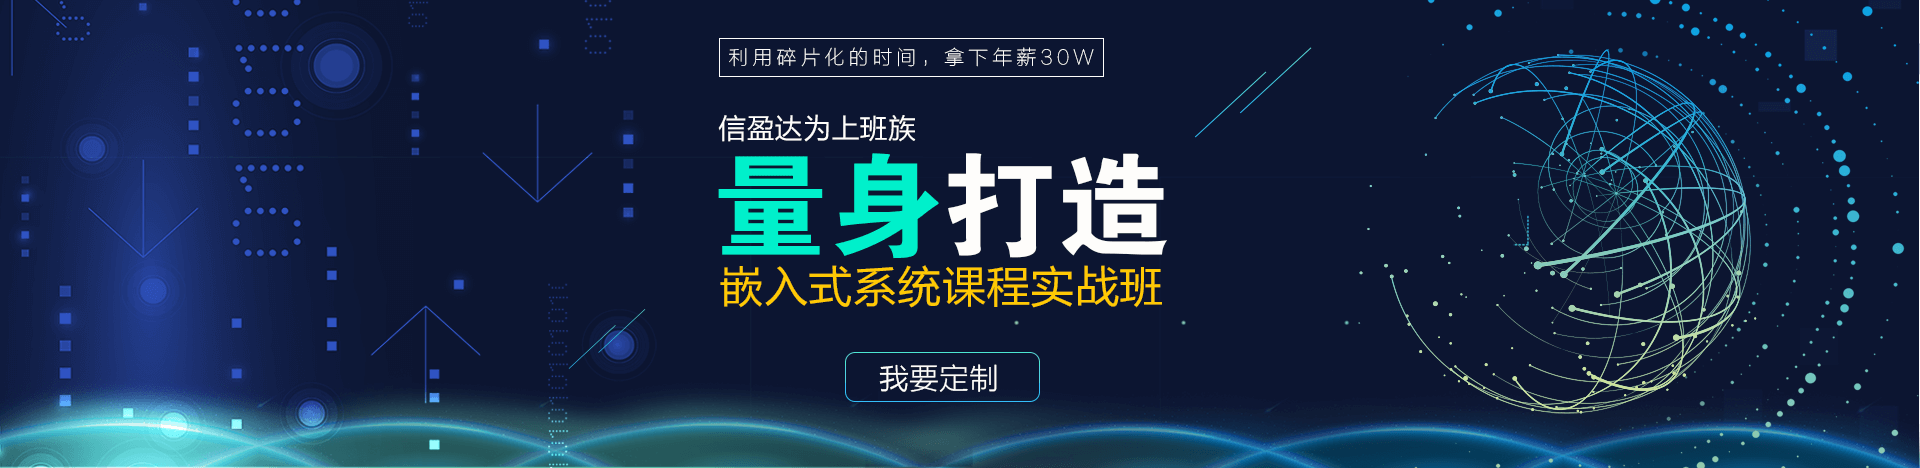 利用碎片化的时间，拿下年薪30W
信盈达为上班族
量身打造
嵌入式系统课程实战班
我要定制